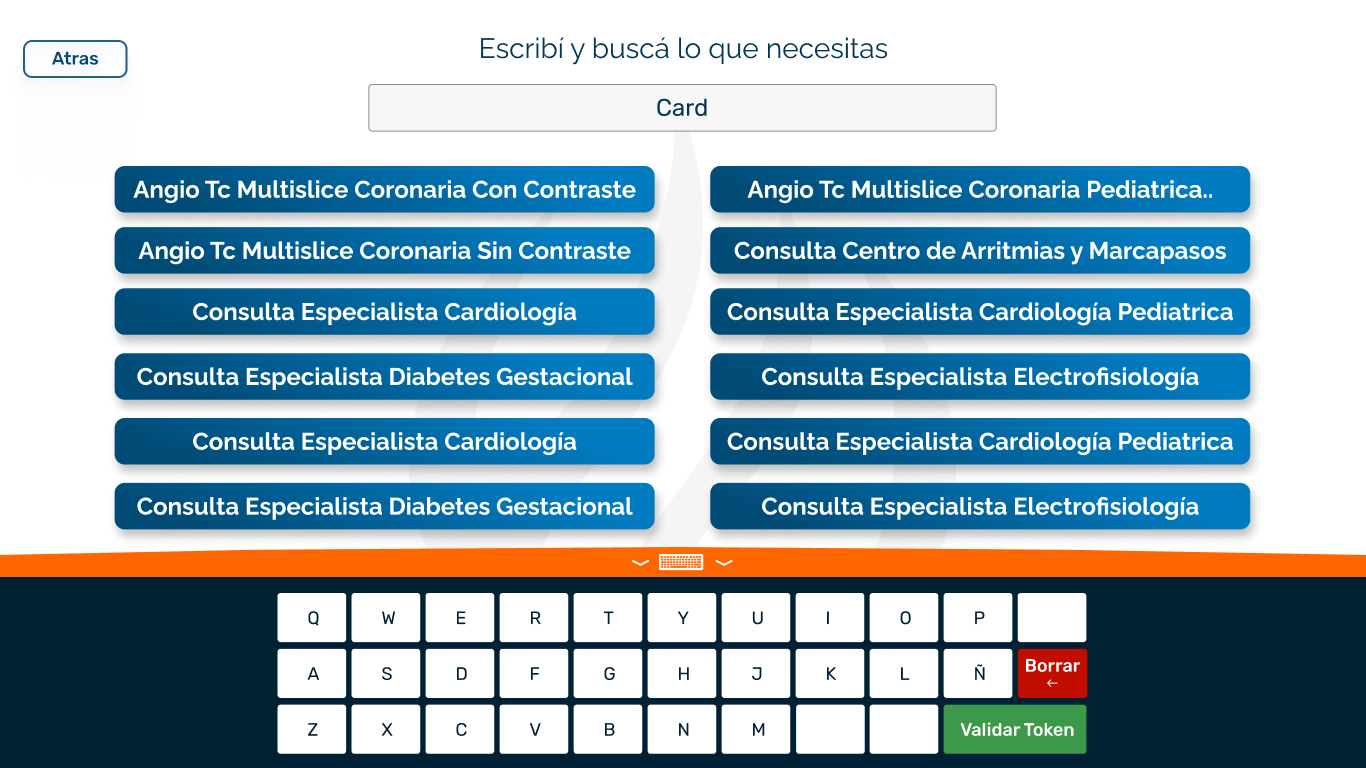 Atras
Escribí y buscá lo que necesitas
Card
Angio Tc Multislice Coronaria Con Contraste
Angio Tc Multislice Coronaria Pediatrica..
Angio Tc Multislice Coronaria Sin Contraste
Consulta Centro de Arritmias y Marcapasos
Consulta Especialista Cardiología
Consulta Especialista Cardiología Pediatrica
Consulta Especialista Diabetes Gestacional
Consulta Especialista Electrofisiología
Consulta Especialista Cardiología
Consulta Especialista Cardiología Pediatrica
Consulta Especialista Diabetes Gestacional
Consulta Especialista Electrofisiología
Q W E R T Y U I O P
A S D F G H J K L Ñ Borrar ←
Z X C V B N M Validar Token